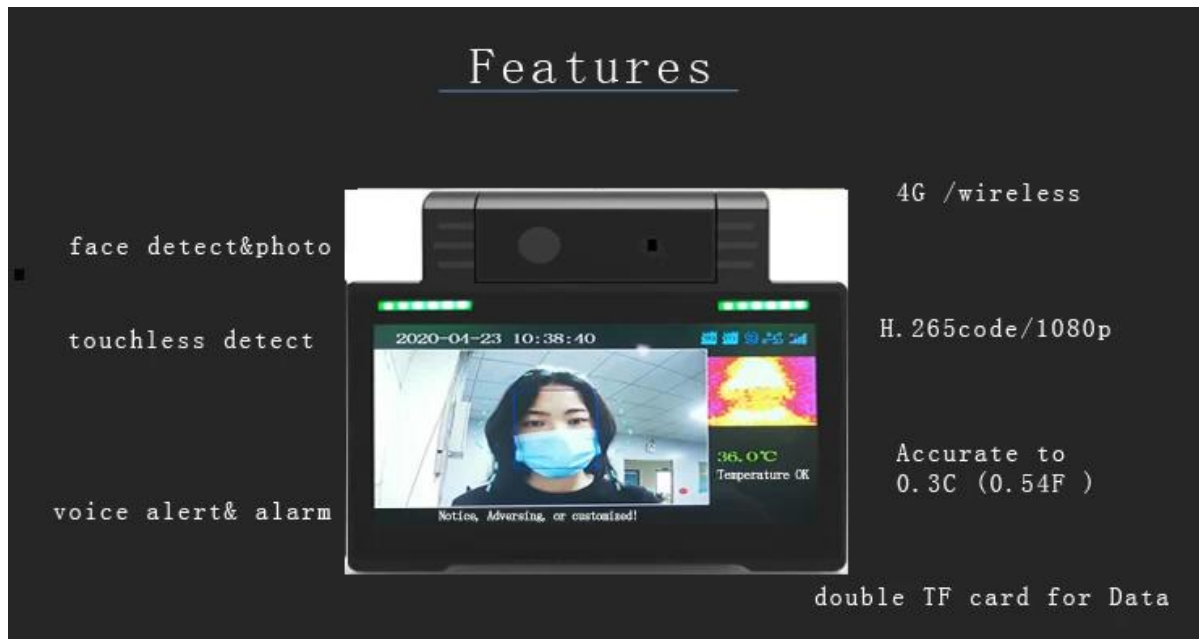 Features
4G /wireless
face detect&photo
touchless detect
H.265code/1080p
2020-04-23 10:38:40
36.0℃
Temperature OK
Accurate to
0.3C (0.54F )
voice alert& alarm
Notice, Adversing, or customized!
double TF card for Data